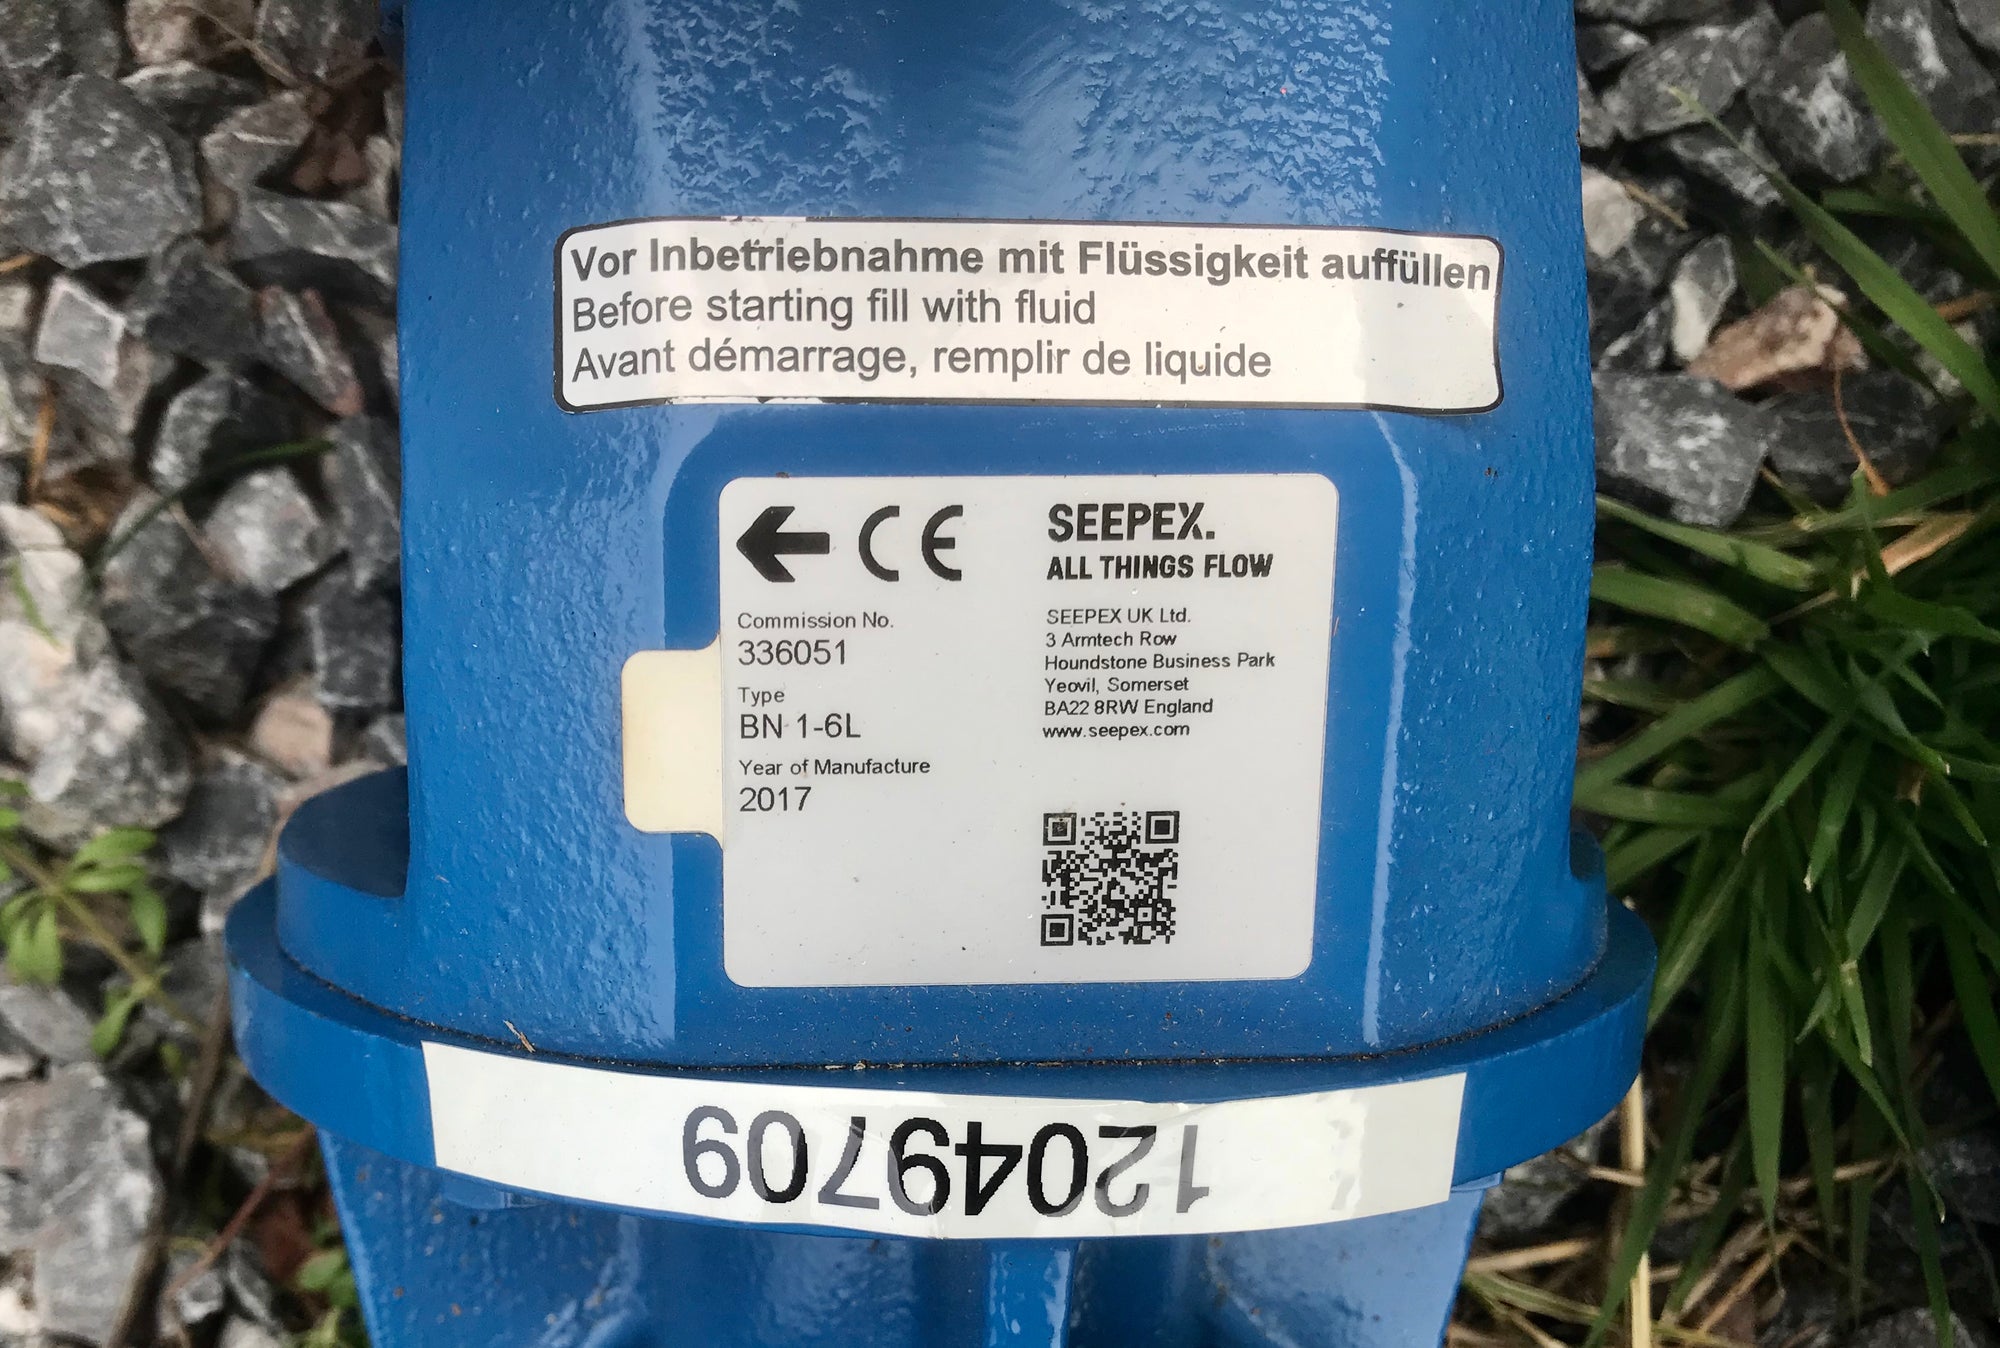 Vor Inbetriebnahme mit Flüssigkeit auffüllen
Before starting fill with fluid
Avant démarrage, remplir de liquide
CE
SEEPEX.
ALL THINGS FLOW
Commission No.
336051
Type
BN 1-6L
Year of Manufacture
2017
SEEPEX UK Ltd.
3 Armtech Row
Houndstone Business Park
Yeovil, Somerset
BA22 8RW England
www.seepex.com
12049709